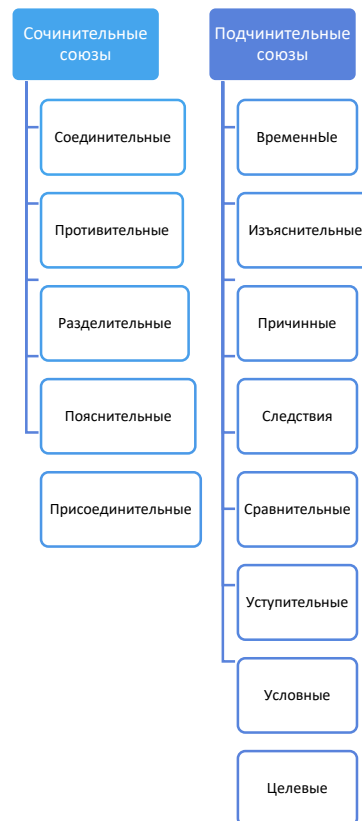 Сочинительные
союзы
Соединительные
Противительные
Разделительные
Пояснительные
Присоединительные
Подчинительные
союзы
ВременнЫе
Изъяснительные
Причинные
Следствия
Сравнительные
Уступительные
Условные
Целевые